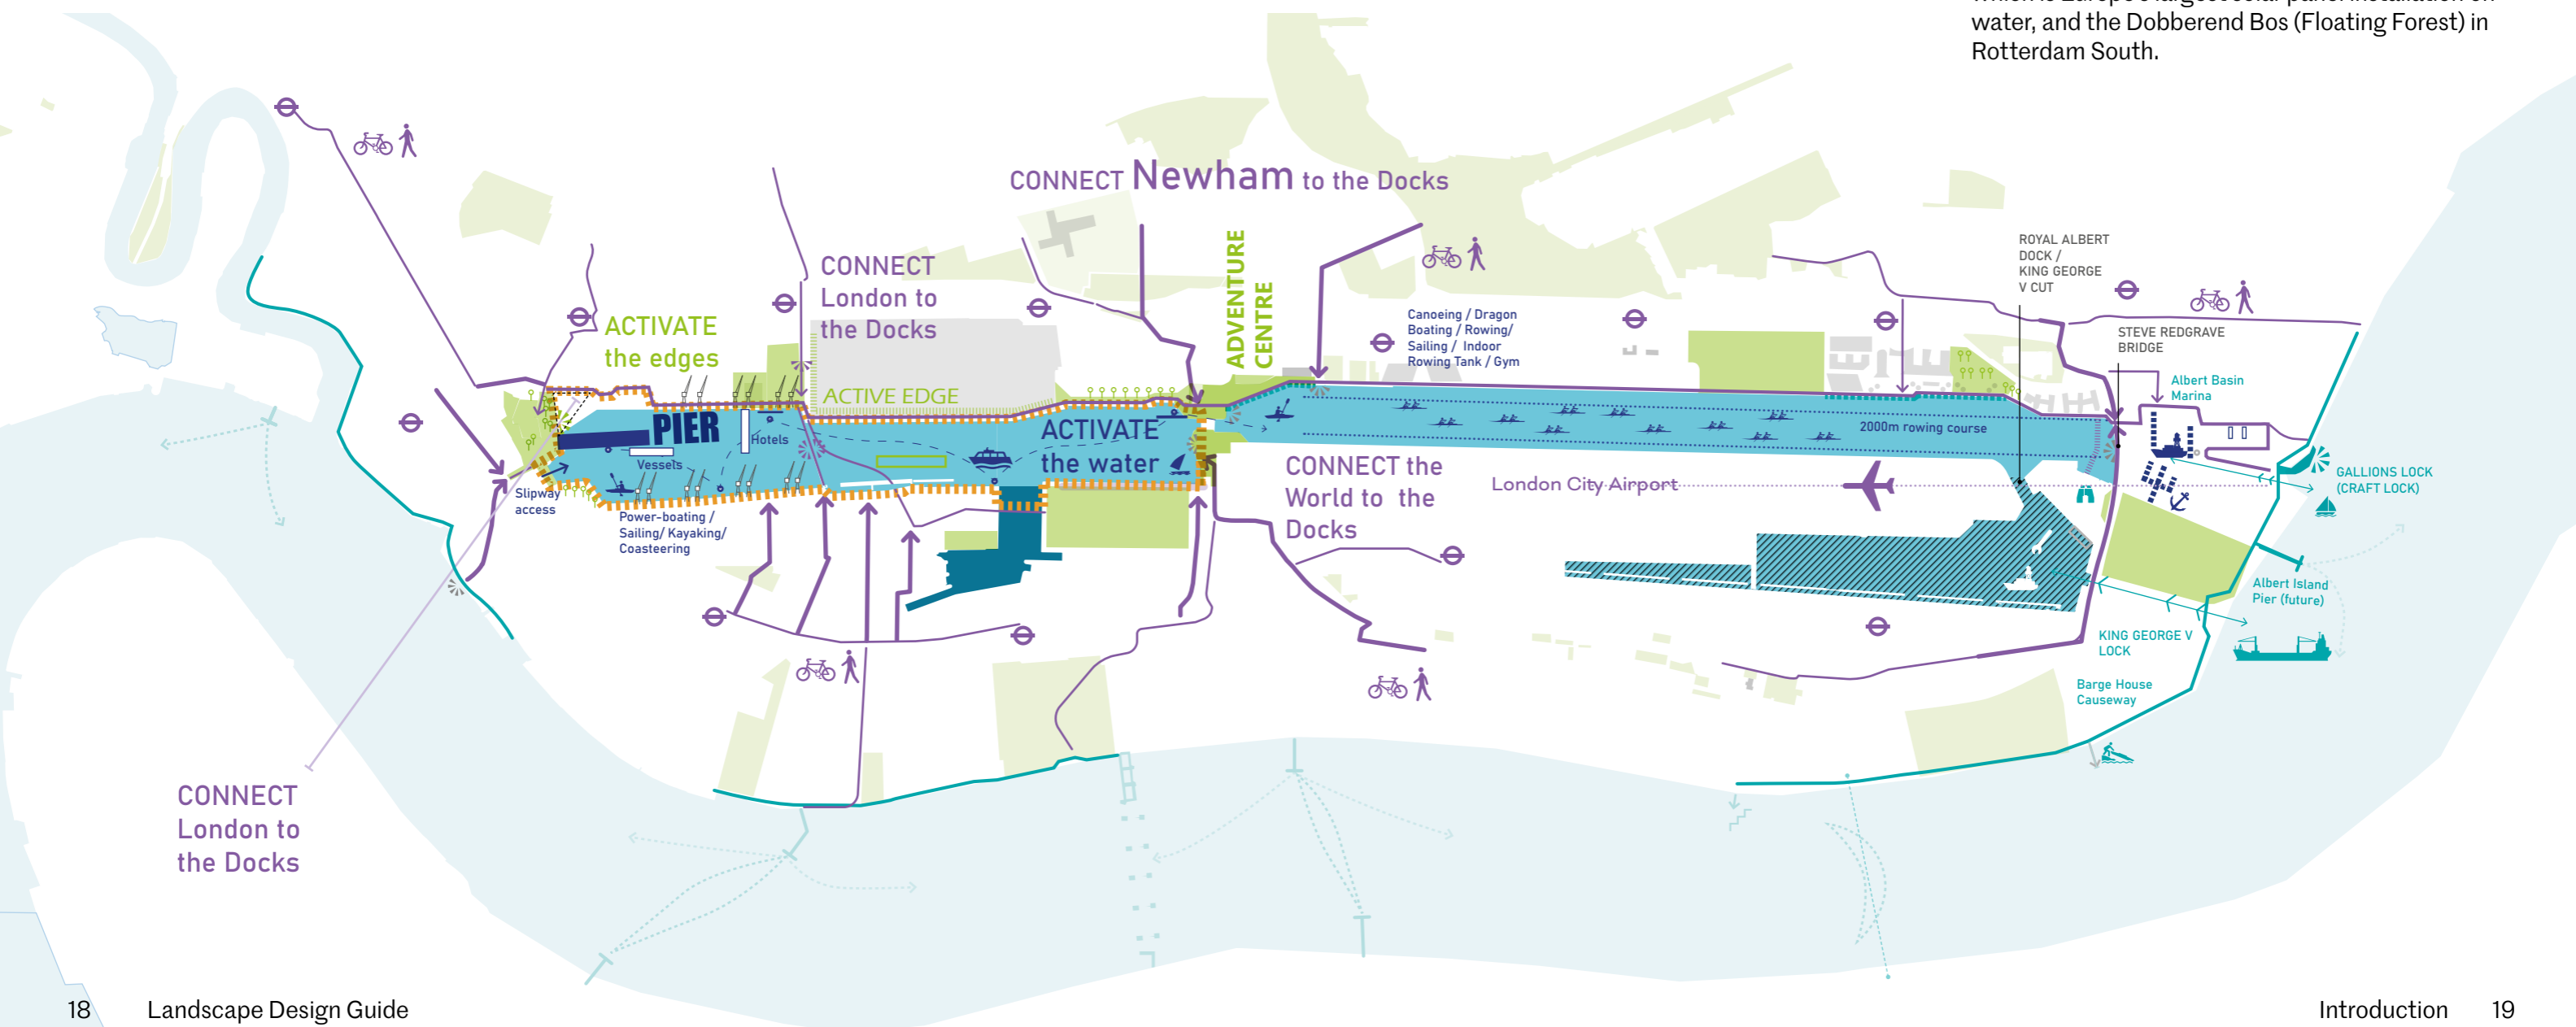 water, and the Dobberend Bos (Floating Forest) in
Rotterdam South.
CONNECT Newham to the Docks
CONNECT
London to
the Docks
ACTIVATE
the edges
ADVENTURE
CENTRE
ACTIVE EDGE
PIER
Hotels
Vessels
Slipway
access
Power-boating /
Sailing/ Kayaking/
Coasteering
ACTIVATE
the water
Canoeing / Dragon
Boating / Rowing/
Sailing / Indoor
Rowing Tank / Gym
2000m rowing course
CONNECT the
World to the
Docks
London City Airport
ROYAL ALBERT
DOCK /
KING GEORGE
V CUT
STEVE REDGRAVE
BRIDGE
Albert Basin
Marina
GALLIONS LOCK
(CRAFT LOCK)
Albert Island
Pier (future)
KING GEORGE V
LOCK
Barge House
Causeway
CONNECT
London to
the Docks
18 Landscape Design Guide
Introduction 19